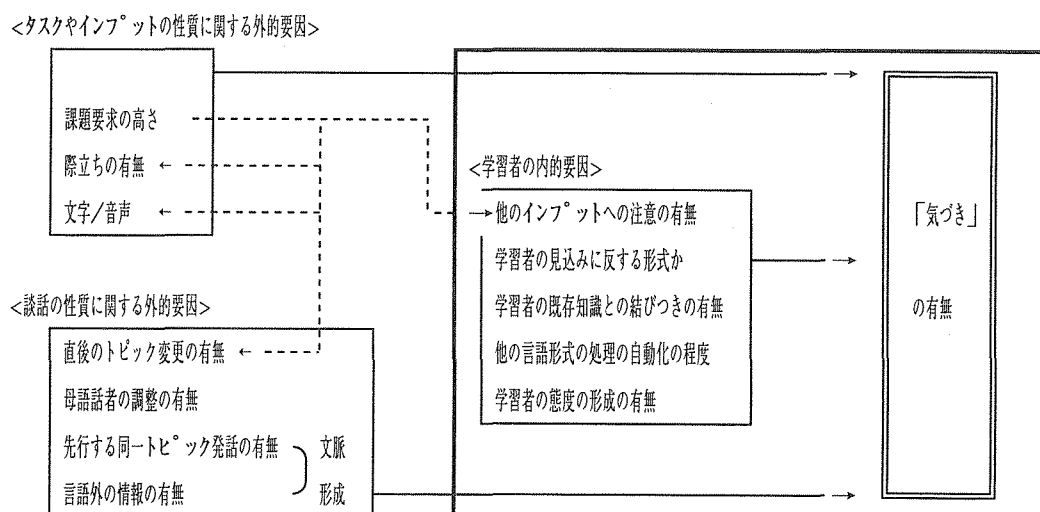 <タスクやインプットの性質に関する外的要因>
課題要求の高さ
際立ちの有無
文字/音声
<学習者の内的要因>
他のインプットへの注意の有無
学習者の見込みに反する形式か
学習者の既存知識との結びつきの有無
他の言語形式の処理の自動化の程度
学習者の態度の形成の有無
<談話の性質に関する外的要因>
直後のトピック変更の有無
母語話者の調整の有無
先行する同一トピック発話の有無 文脈
言語外の情報の有無 形成
「気づき」
の有無